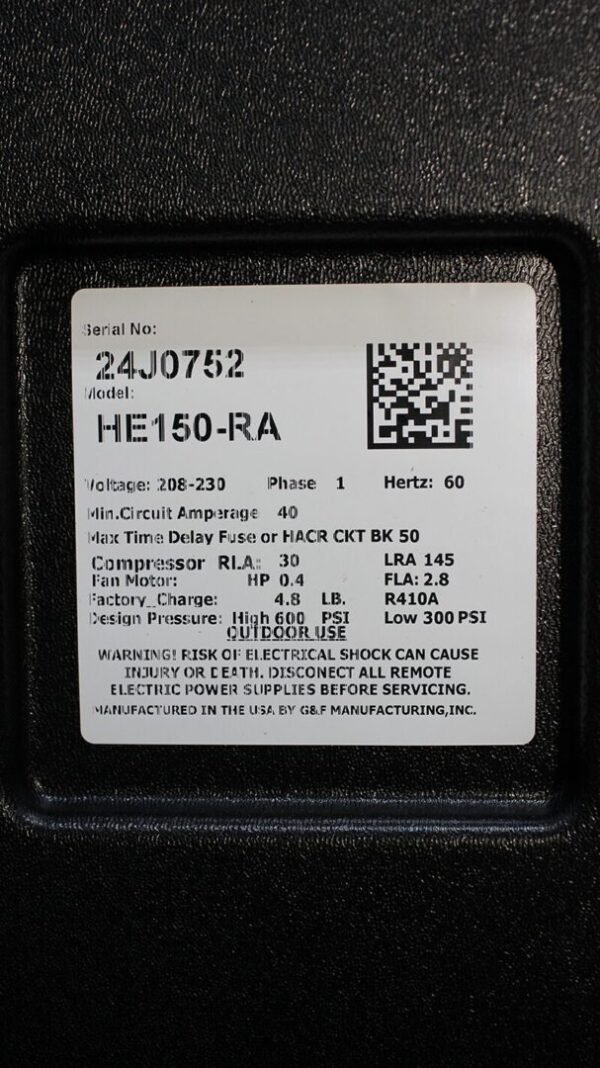 Serial No:
24J0752
Model:
HE150-RA
Voltage: 208-230 Phase 1 Hertz: 60
Min.Circuit Amperage 40
Max Time Delay Fuse or HACR CKT BK 50
Compressor RLA: 30 LRA 145
Fan Motor: HP 0.4 FLA: 2.8
Factory_Charge: 4.8 LB. R410A
Design Pressure: High 600 PSI Low 300 PSI
OUTDOOR USE
WARNING! RISK OF ELECTRICAL SHOCK CAN CAUSE
INJURY OR DEATH. DISCONECT ALL REMOTE
ELECTRIC POWER SUPPLIES BEFORE SERVICING.
MANUFACTURED IN THE USA BY G&F MANUFACTURING,INC.